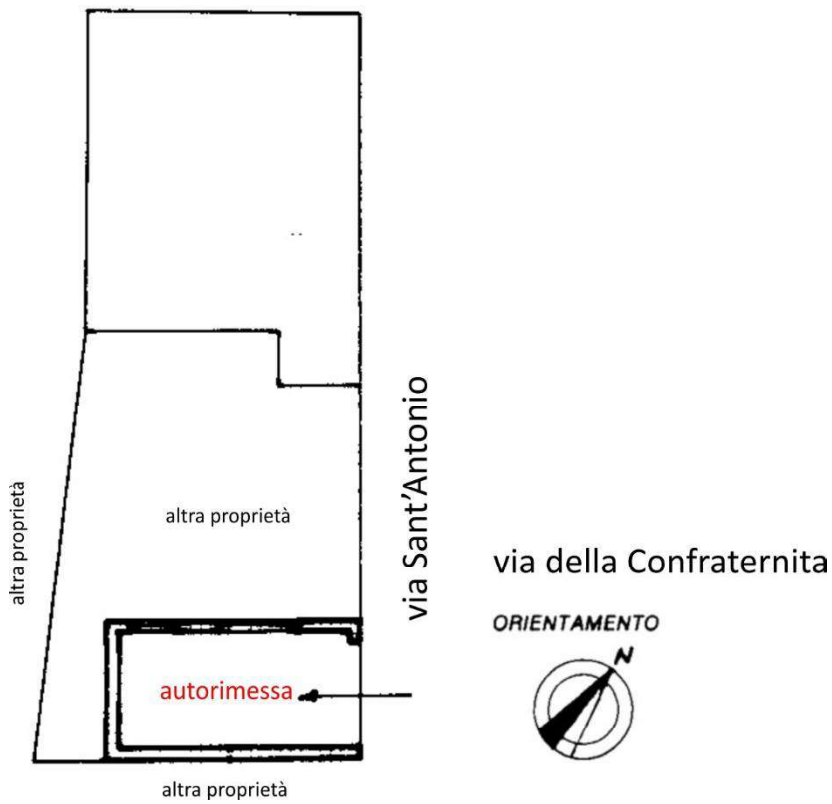 altra proprietà
altra proprietà
via Sant'Antonio
via della Confraternita
ORIENTAMENTO
N
autorimessa
altra proprietà